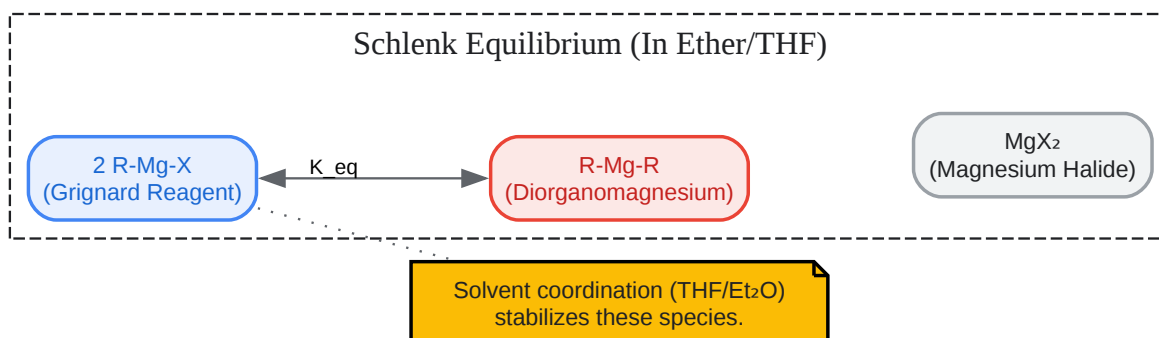 Schlenk Equilibrium (In Ether/THF)
2 R-Mg-X
(Grignard Reagent)
K_eq
R-Mg-R
(Diorganomagnesium)
MgX₂
(Magnesium Halide)
Solvent coordination (THF/Et₂O)
stabilizes these species.